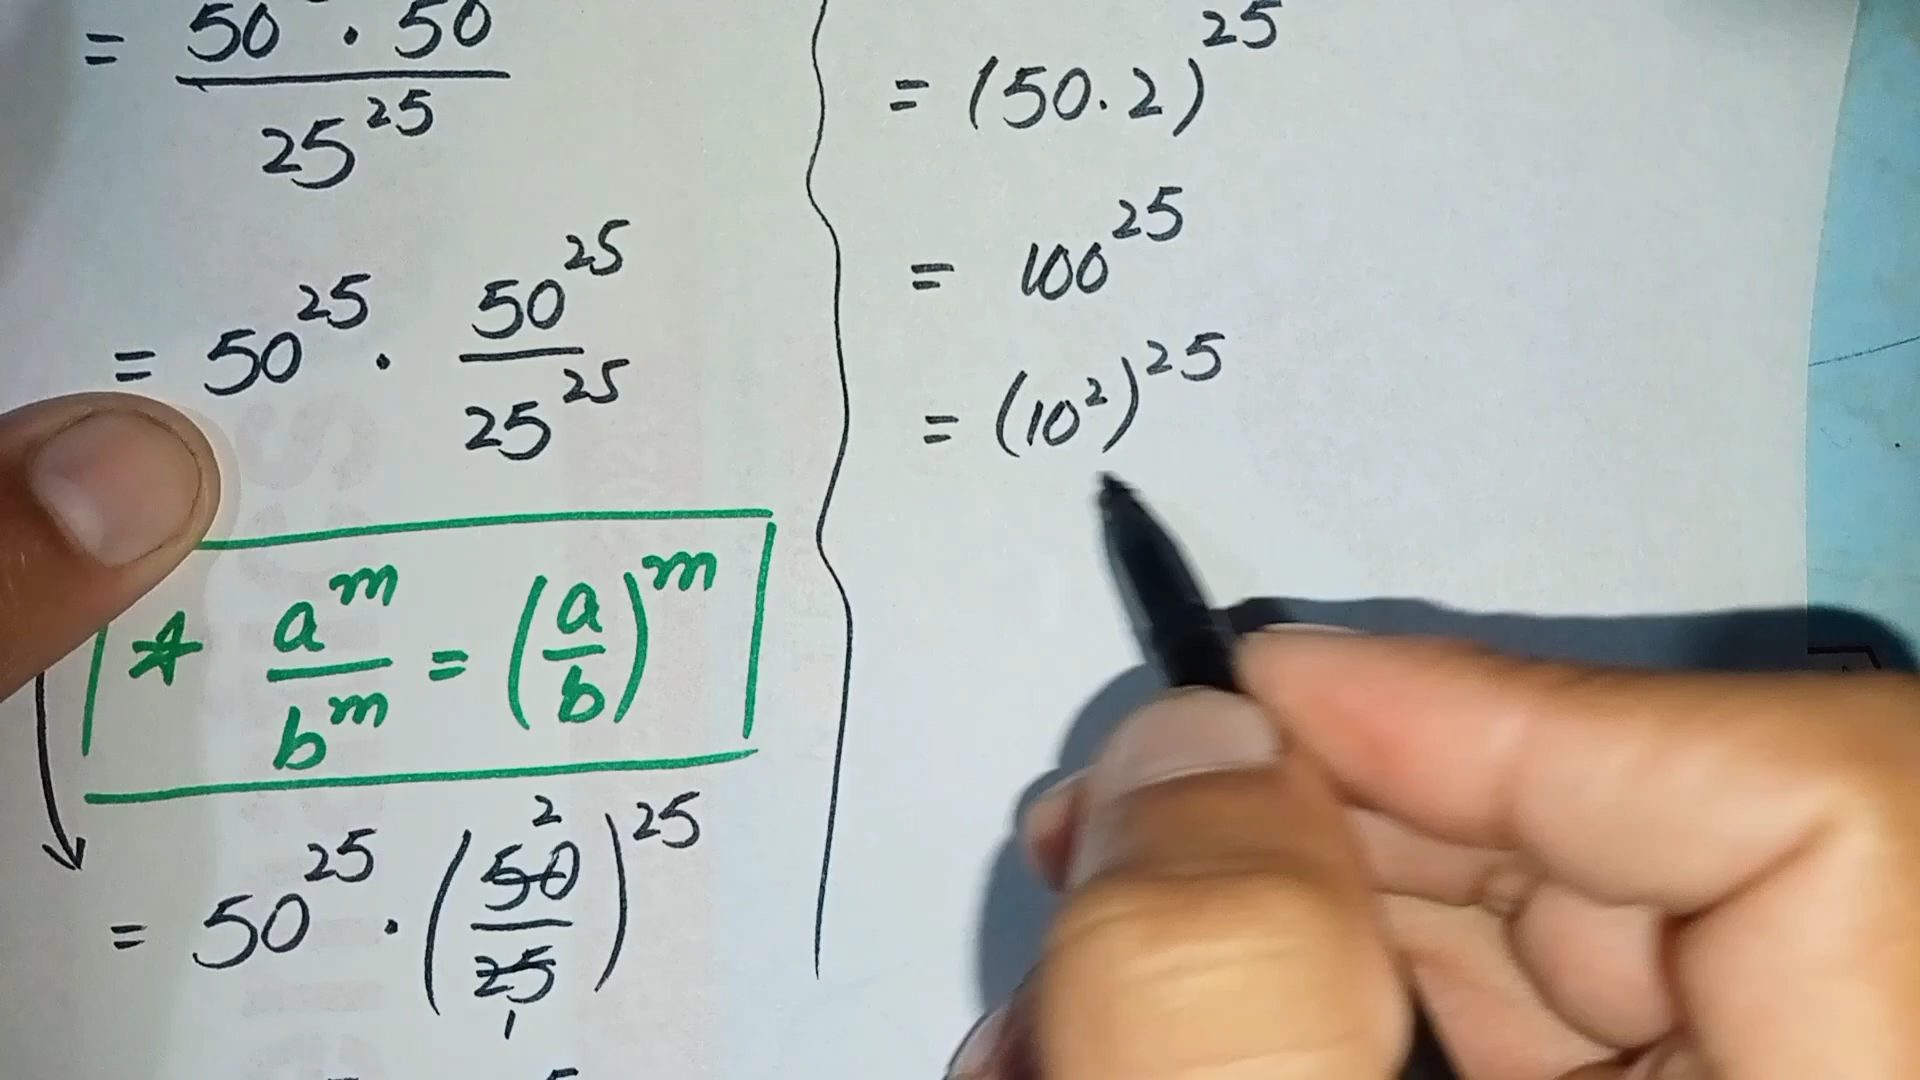 = 50 · 50
25^25
= 50^25 · 50^25
25^25
* a^m / b^m = (a/b)^m
2
= 50^25 · (50/25)^25
1
= (50.2)^25
= 100^25
= (10^2)^25